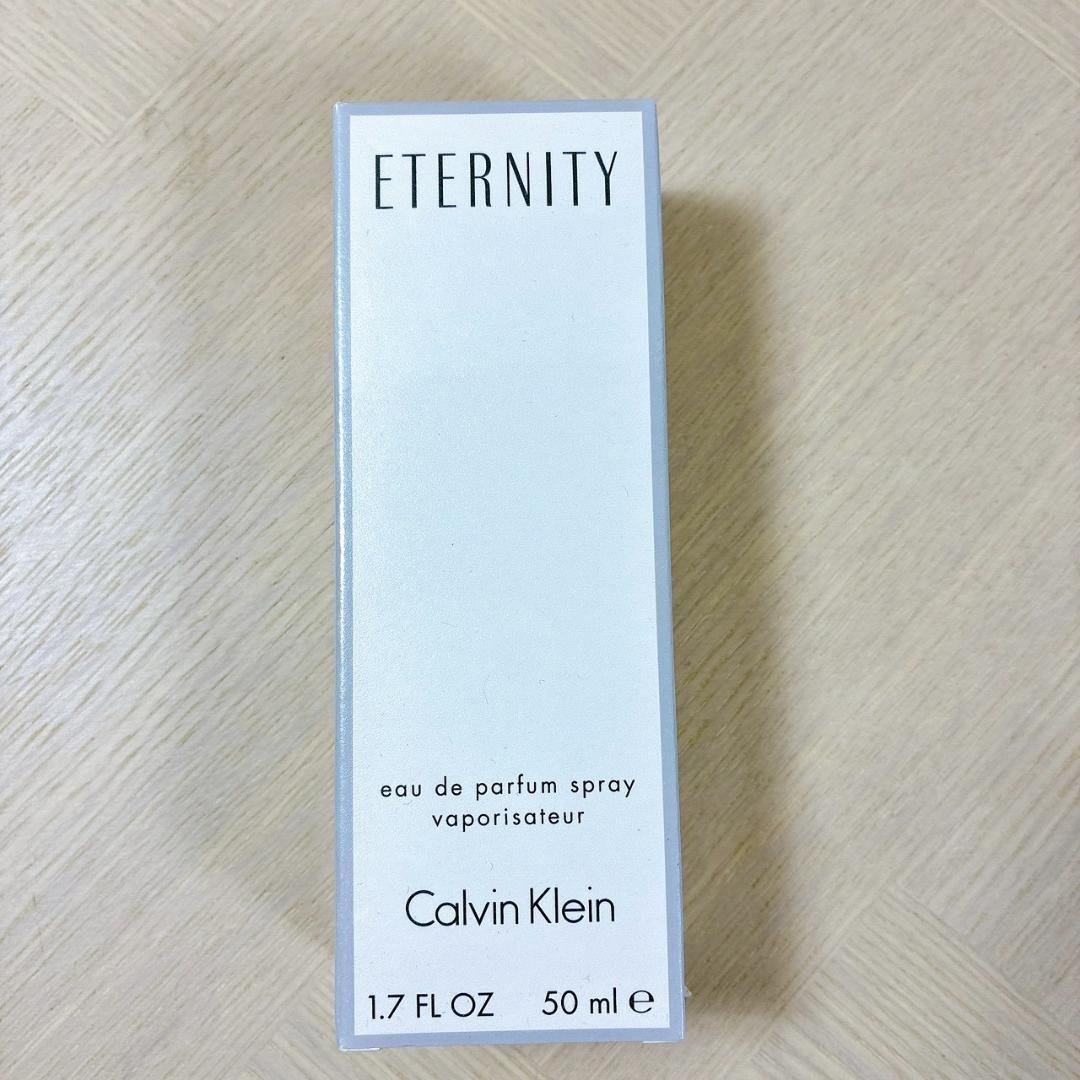 ETERNITY
eau de parfum spray
vaporisateur
Calvin Klein
1.7 FL OZ 50 ml ℮